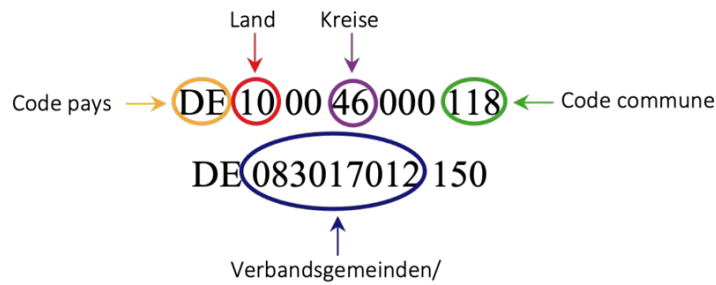 Land Kreise
Code pays DE 10 00 46 000 118 Code commune
DE 083017012 150
Verbandsgemeinden/